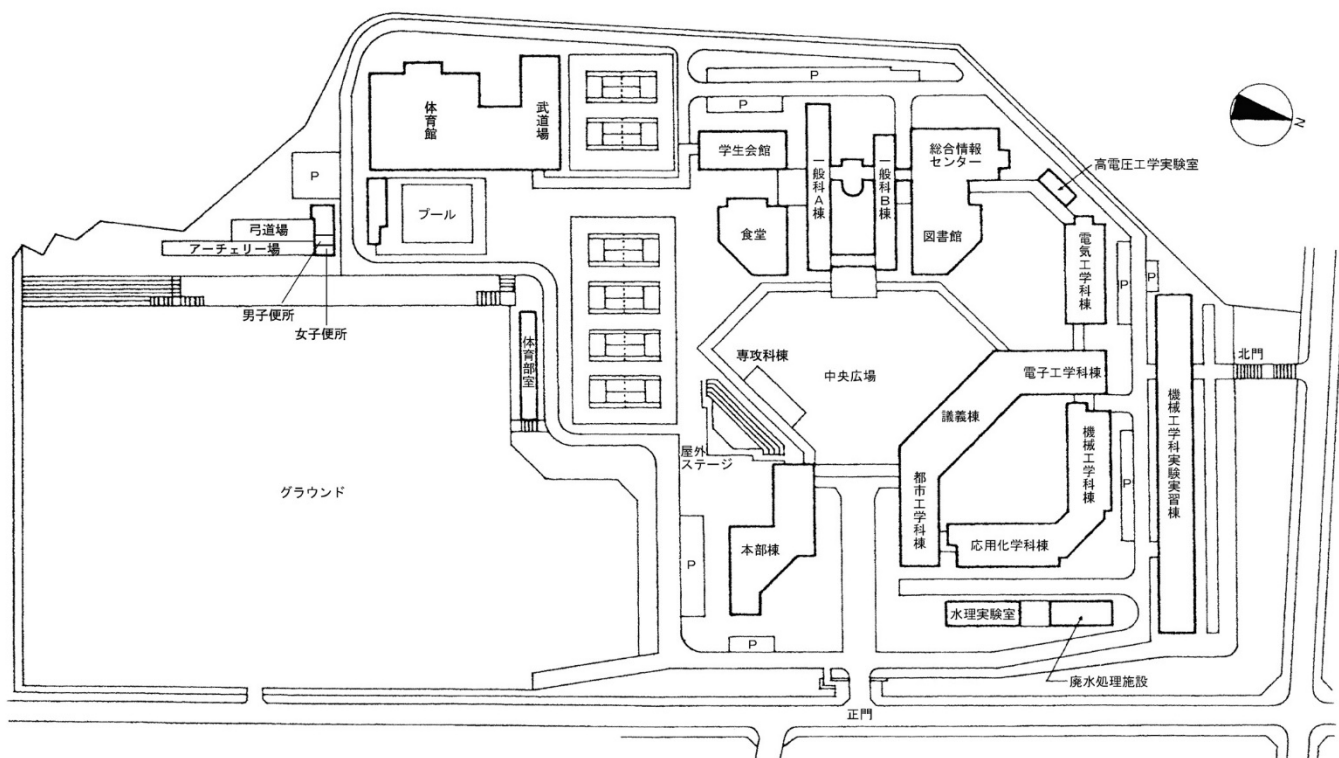 P
体育館
武道場
P
学生会館
一般科A棟
一般科B棟
総合情報
センター
N
高電圧工学実験室
P
プール
弓道場
アーチェリー場
食堂
図書館
電気工学科棟
P
P
男子便所
女子便所
体育部室
専攻科棟
中央広場
電子工学科棟
北門
議義棟
機械工学科棟
機械工学科実験実習棟
屋外
ステージ
P
グラウンド
都市工学科棟
本部棟
応用化学科棟
P
水理実験室
P
廃水処理施設
正門